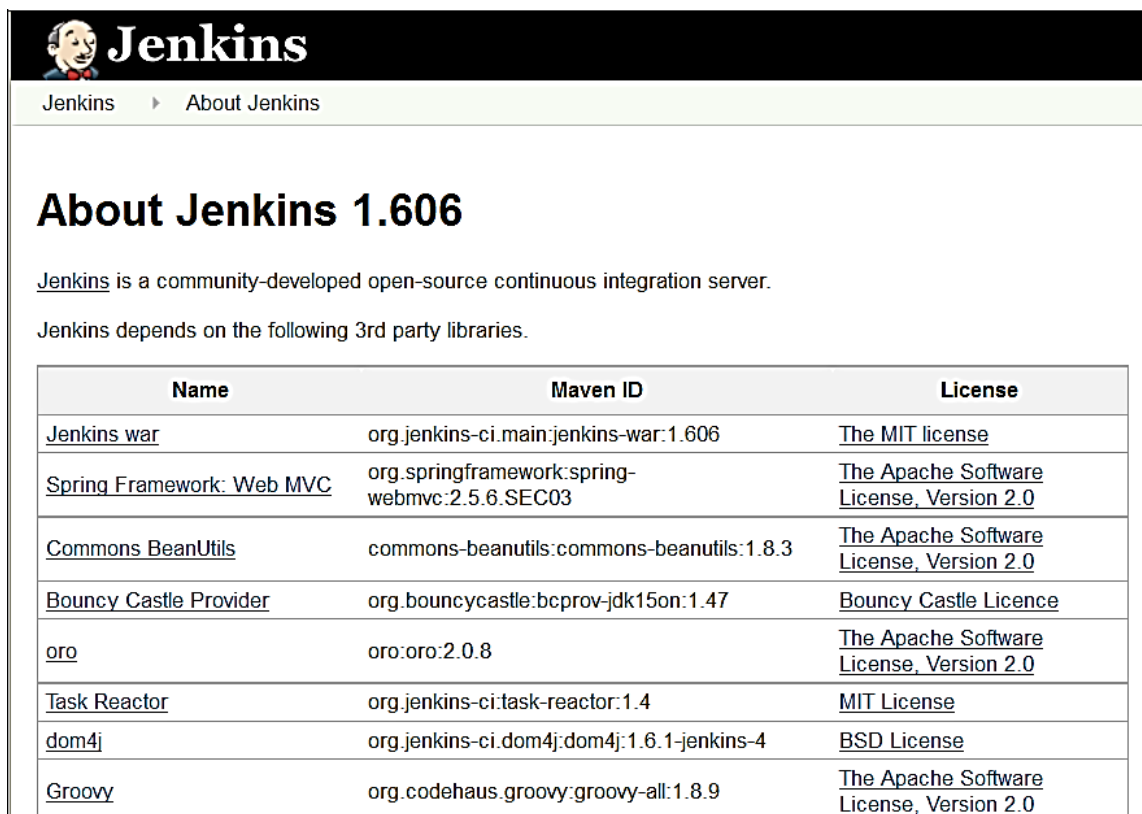 Jenkins
Jenkins About Jenkins
About Jenkins 1.606
Jenkins is a community-developed open-source continuous integration server.
Jenkins depends on the following 3rd party libraries.
Name Maven ID License
Jenkins war org.jenkins-ci.main:jenkins-war:1.606 The MIT license
Spring Framework: Web MVC org.springframework:spring-
webmvc:2.5.6.SEC03 The Apache Software
License, Version 2.0
Commons BeanUtils commons-beanutils:commons-beanutils:1.8.3 The Apache Software
License, Version 2.0
Bouncy Castle Provider org.bouncycastle:bcprov-jdk15on:1.47 Bouncy Castle Licence
oro oro:oro:2.0.8 The Apache Software
License, Version 2.0
Task Reactor org.jenkins-ci:task-reactor:1.4 MIT License
dom4j org.jenkins-ci.dom4j:dom4j:1.6.1-jenkins-4 BSD License
Groovy org.codehaus.groovy:groovy-all:1.8.9 The Apache Software
License, Version 2.0